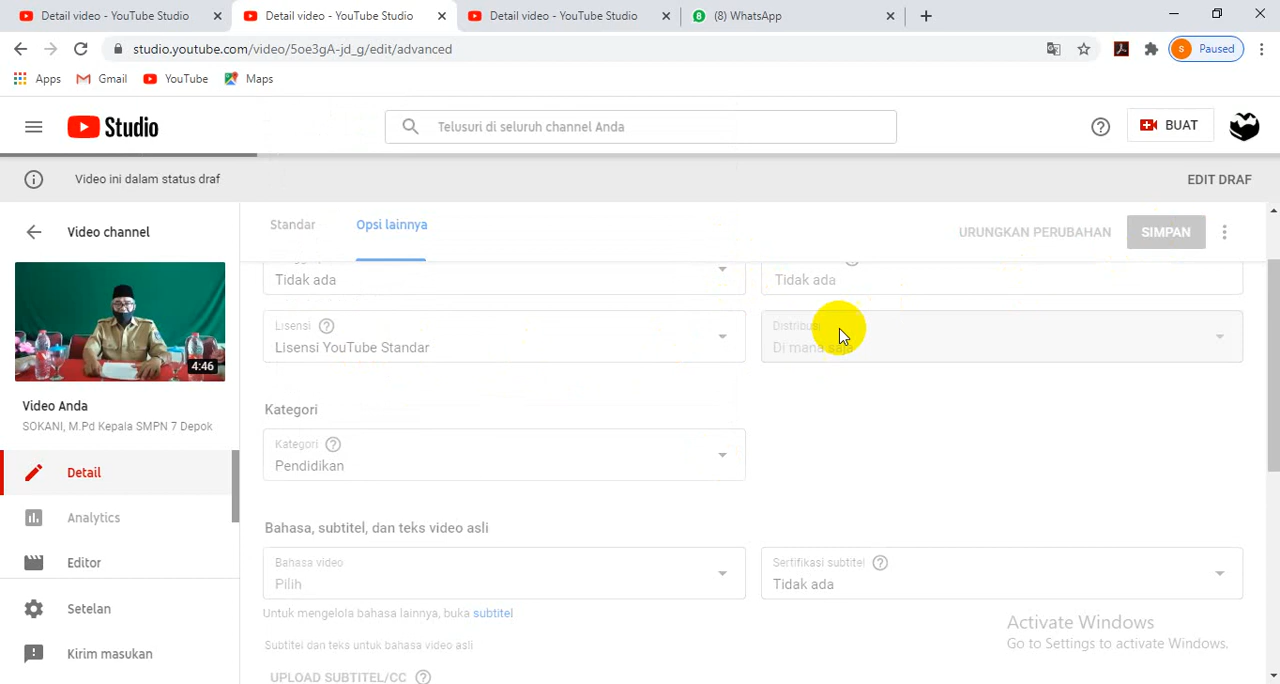 Detail video - YouTube Studio
Detail video - YouTube Studio
Detail video - YouTube Studio
8
(8) WhatsApp
studio.youtube.com/video/5oe3gA-jd_g/edit/advanced
S
Paused
Apps
Gmail
YouTube
Maps
Studio
Telusuri di seluruh channel Anda
BUAT
Video ini dalam status draf
EDIT DRAF
Video channel
Standar
Opsi lainnya
URUNGKAN PERUBAHAN
SIMPAN
Tidak ada
Tidak ada
Lisensi
Lisensi YouTube Standar
Distribusi
Di mana saja
4:46
Video Anda
SOKANI, M.Pd Kepala SMPN 7 Depok
Kategori
Kategori
Pendidikan
Detail
Analytics
Editor
Setelan
Kirim masukan
Bahasa, subtitel, dan teks video asli
Bahasa video
Pilih
Sertifikasi subtitel
Tidak ada
Untuk mengelola bahasa lainnya, buka subtitel
Subtitel dan teks untuk bahasa video asli
UPLOAD SUBTITEL/CC
Activate Windows
Go to Settings to activate Windows.